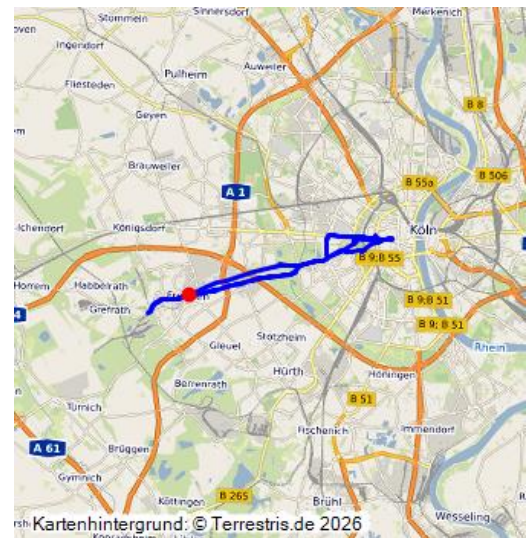 Stommeln
Sinnersdorf
Merkenich
Ingendorf
Auweiler
Pulheim
Fliesteden
Geyen
B 8
Brauweiler
B 506
B 55a
A 1
Königsdorf
Köln
B 9;B 55
Horrem
Habbelrath
Grefrath
B 9;B 51
Stotzheim
Gleuel
B 9; B 51
Rhein
Hürth
Berrenrath
Höningen
B 51
Türnich
Fischenich
Immendorf
A 61
Brüggen
Gymnich
Köttingen
B 265
Brühl
Wesseling
Kartenhintergrund: © Terrestris.de 2026